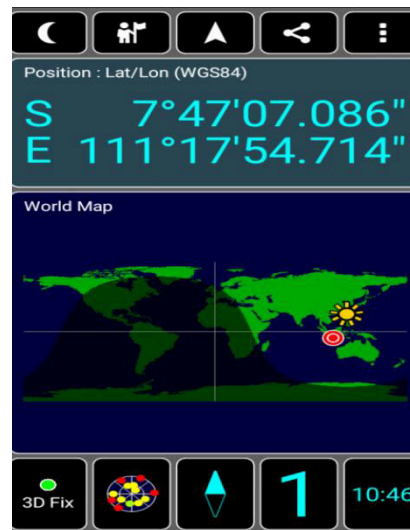 Position : Lat/Lon (WGS84)
S 7°47'07.086"
E 111°17'54.714"
World Map
3D Fix
1
10:46